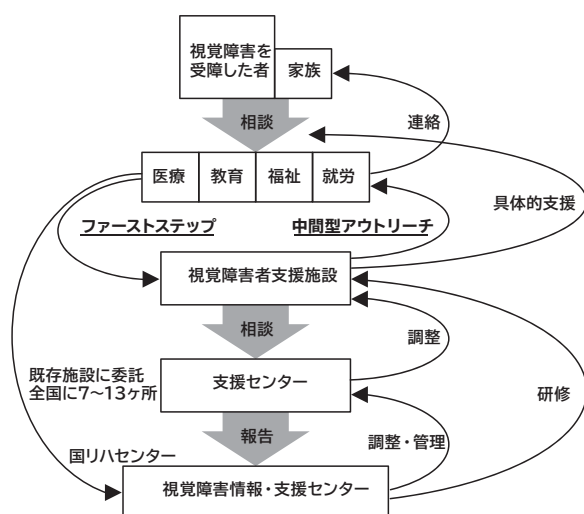 視覚障害を
受障した者
家族
相談
連絡
医療
教育
福祉
就労
具体的支援
ファーストステップ
中間型アウトリーチ
視覚障害者支援施設
相談
調整
既存施設に委託
全国に7～13ヶ所
支援センター
研修
報告
調整・管理
国リハセンター
視覚障害情報・支援センター